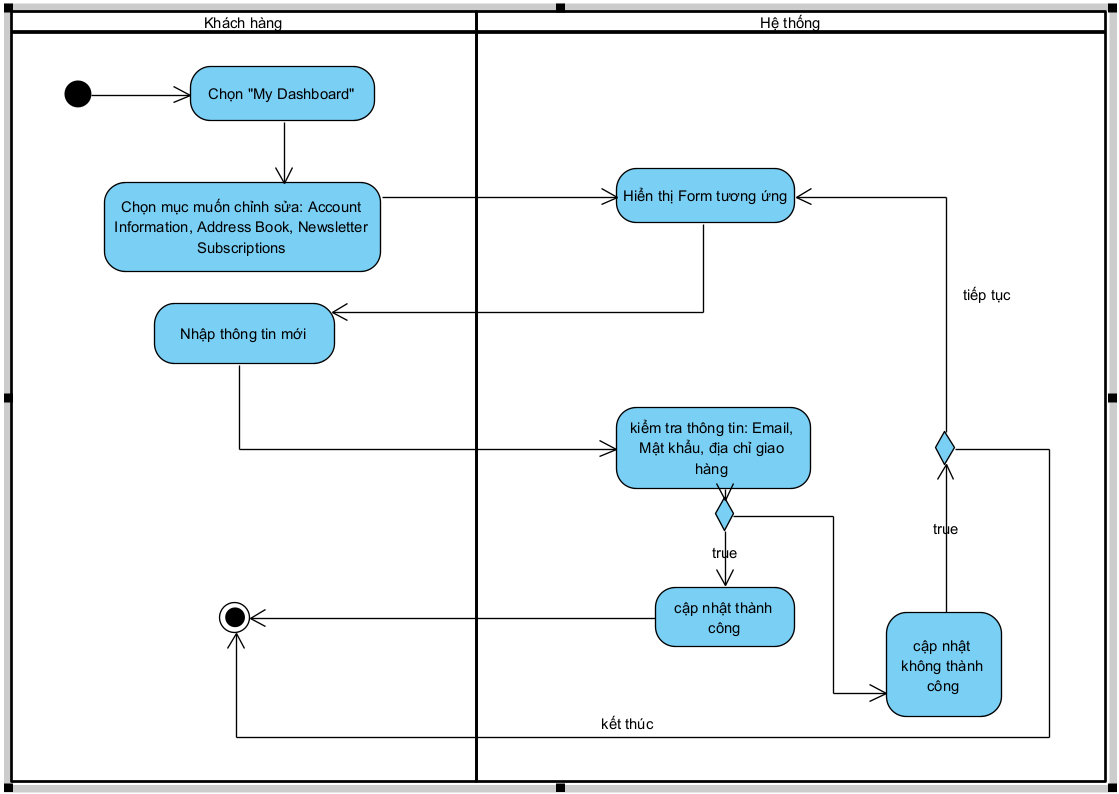 Khách hàng
Hệ thống
Chọn "My Dashboard"
Chọn mục muốn chỉnh sửa: Account
Information, Address Book, Newsletter
Subscriptions
Hiển thị Form tương ứng
tiếp tục
Nhập thông tin mới
kiểm tra thông tin: Email,
Mật khẩu, địa chỉ giao
hàng
true
true
cập nhật thành
công
cập nhật
không thành
công
kết thúc